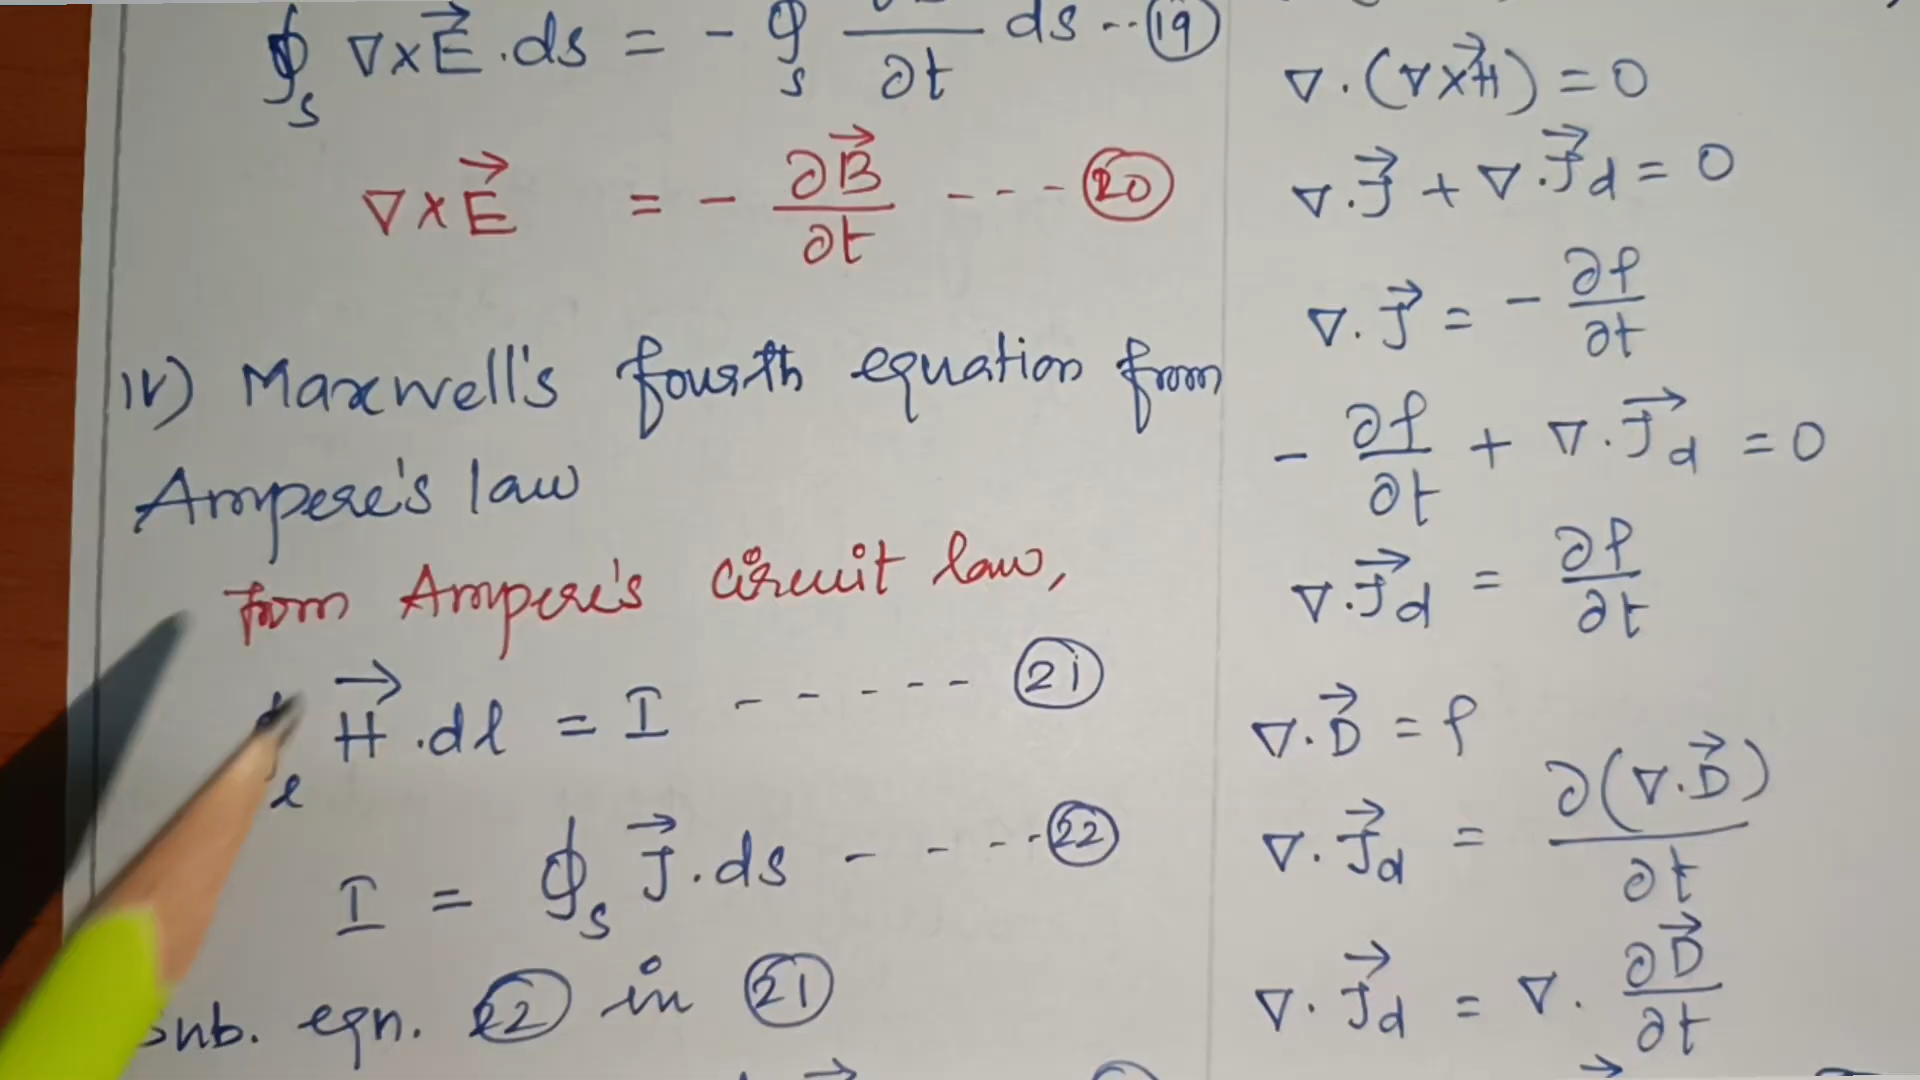 ∮s ∇×E⃗ .ds = - ∮s ∂t ds --(19)
∇×E⃗ = - ∂B⃗/∂t ---(20)
iv) Maxwell's fourth equation from
Ampere's law
from Ampere's circuit law,
∮ℓ H⃗ .dl = I ----- (21)
I = ∮s J⃗ .ds ----(22)
sub. eqn. (22) in (21)
∇.(∇×H⃗) = 0
∇.J⃗ + ∇.J⃗d = 0
∇.J⃗ = - ∂ρ/∂t
- ∂ρ/∂t + ∇.J⃗d = 0
∇.J⃗d = ∂ρ/∂t
∇.D⃗ = ρ
∇.J⃗d = ∂(∇.D⃗)/∂t
∇.J⃗d = ∇. ∂D⃗/∂t